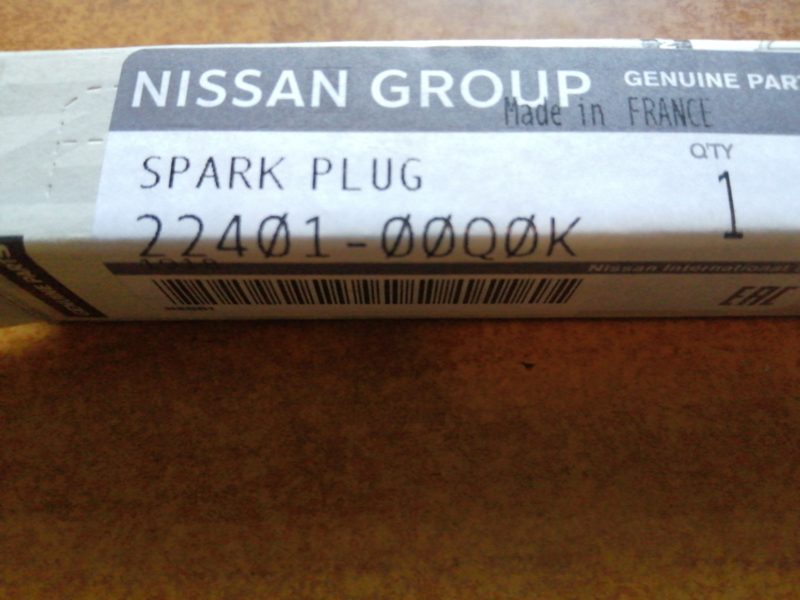 NISSAN GROUP
GENUINE PART
Made in FRANCE
SPARK PLUG
QTY
1
22401-00Q0K
Nissan International
EAC